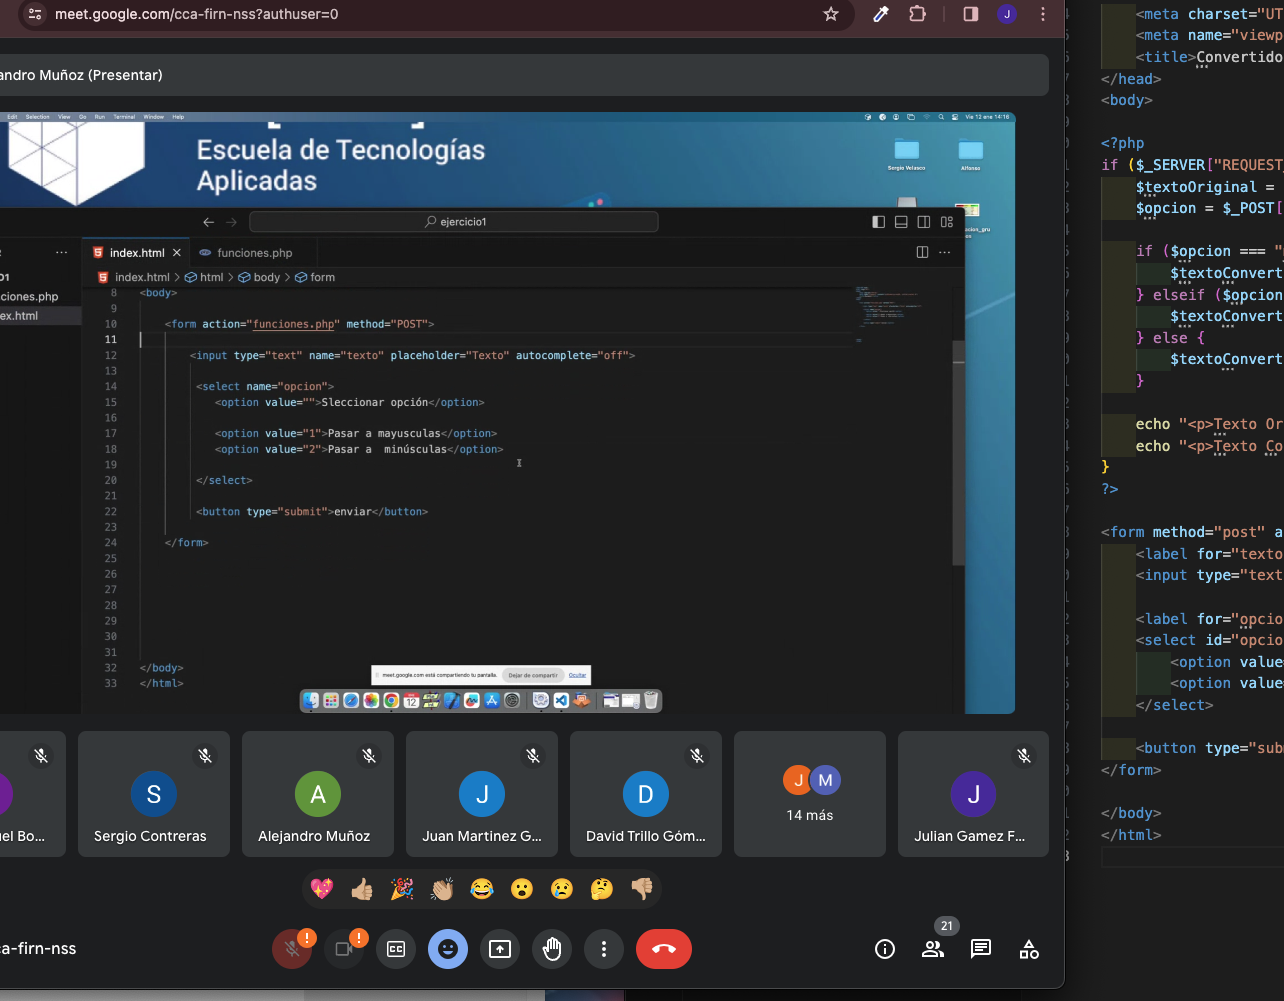 meet.google.com/cca-firn-nss?authuser=0
andro Muñoz (Presentar)
Edit Selection View Go Run Terminal Window Help
Vie 12 ene 14:16
Escuela de Tecnologías
Aplicadas
Sergio Velasco
Alfonso
ejercicio1
index.html
funciones.php
index.html > html > body > form
01
ciones.php
ex.html
8 <body>
9
10 <form action="funciones.php" method="POST">
11
12 <input type="text" name="texto" placeholder="Texto" autocomplete="off">
13
14 <select name="opcion">
15 <option value="">Sleccionar opción</option>
16
17 <option value="1">Pasar a mayusculas</option>
18 <option value="2">Pasar a  minúsculas</option>
19
20 </select>
21
22 <button type="submit">enviar</button>
23
24 </form>
25
26
27
28
29
30
31
32 </body>
33 </html>
meet.google.com está compartiendo tu pantalla.
Dejar de compartir
Ocultar
uel Bo...
S
Sergio Contreras
A
Alejandro Muñoz
J
Juan Martinez G...
D
David Trillo Góm...
J M
14 más
J
Julian Gamez F...
a-firn-nss
21
<meta charset="UT
<meta name="viewp
<title>Convertido
</head>
<body>
<?php
if ($_SERVER["REQUEST_
$textoOriginal =
$opcion = $_POST[
if ($opcion === "
$textoConvert
} elseif ($opcion
$textoConvert
} else {
$textoConvert
}
echo "<p>Texto Or
echo "<p>Texto Co
}
?>
<form method="post" a
<label for="texto
<input type="text
<label for="opcio
<select id="opcio
<option value=
<option value=
</select>
<button type="sub
</form>
</body>
</html>